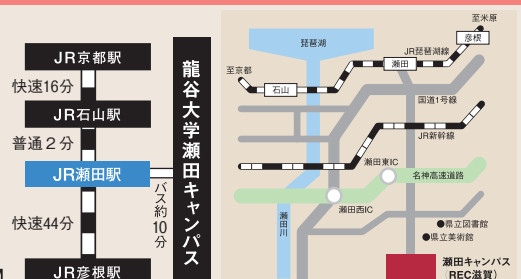 JR京都駅
快速16分
JR石山駅
普通2分
JR瀬田駅
快速44分
JR彦根駅
バス約10分
龍谷大学瀬田キャンパス
至米原
彦根
琵琶湖
JR琵琶湖線
至京都
瀬田
石山
国道1号線
JR新幹線
瀬田東IC
名神高速道路
瀬田西IC
瀬田川
●県立図書館
●県立美術館
瀬田キャンパス
(REC滋賀)